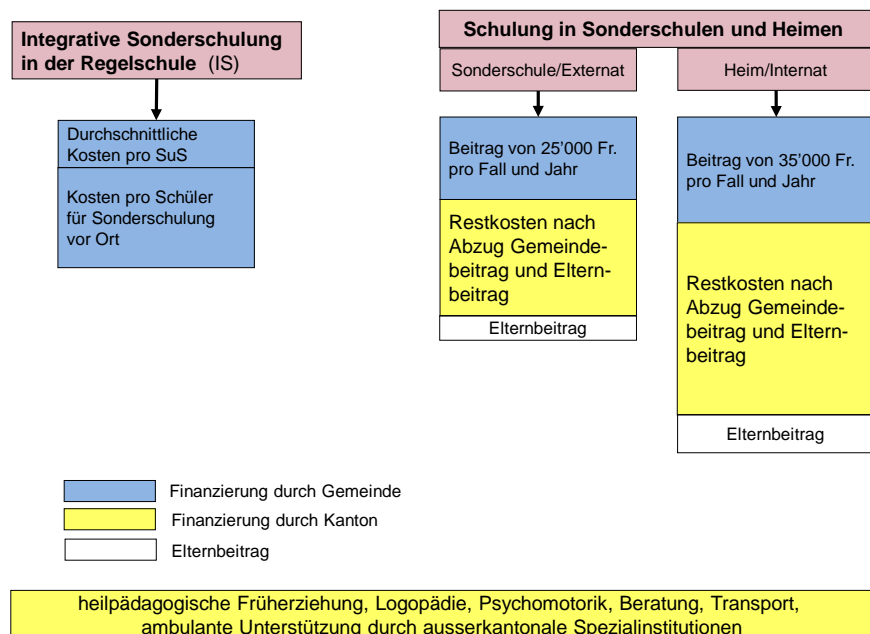 Integrative Sonderschulung
in der Regelschule (IS)
Durchschnittliche
Kosten pro SuS
Kosten pro Schüler
für Sonderschulung
vor Ort
Schulung in Sonderschulen und Heimen
Sonderschule/Externat
Heim/Internat
Beitrag von 25’000 Fr.
pro Fall und Jahr
Restkosten nach
Abzug Gemeinde-
beitrag und Eltern-
beitrag
Elternbeitrag
Beitrag von 35’000 Fr.
pro Fall und Jahr
Restkosten nach
Abzug Gemeinde-
beitrag und Eltern-
beitrag
Elternbeitrag
Finanzierung durch Gemeinde
Finanzierung durch Kanton
Elternbeitrag
heilpädagogische Früherziehung, Logopädie, Psychomotorik, Beratung, Transport,
ambulante Unterstützung durch ausserkantonale Spezialinstitutionen